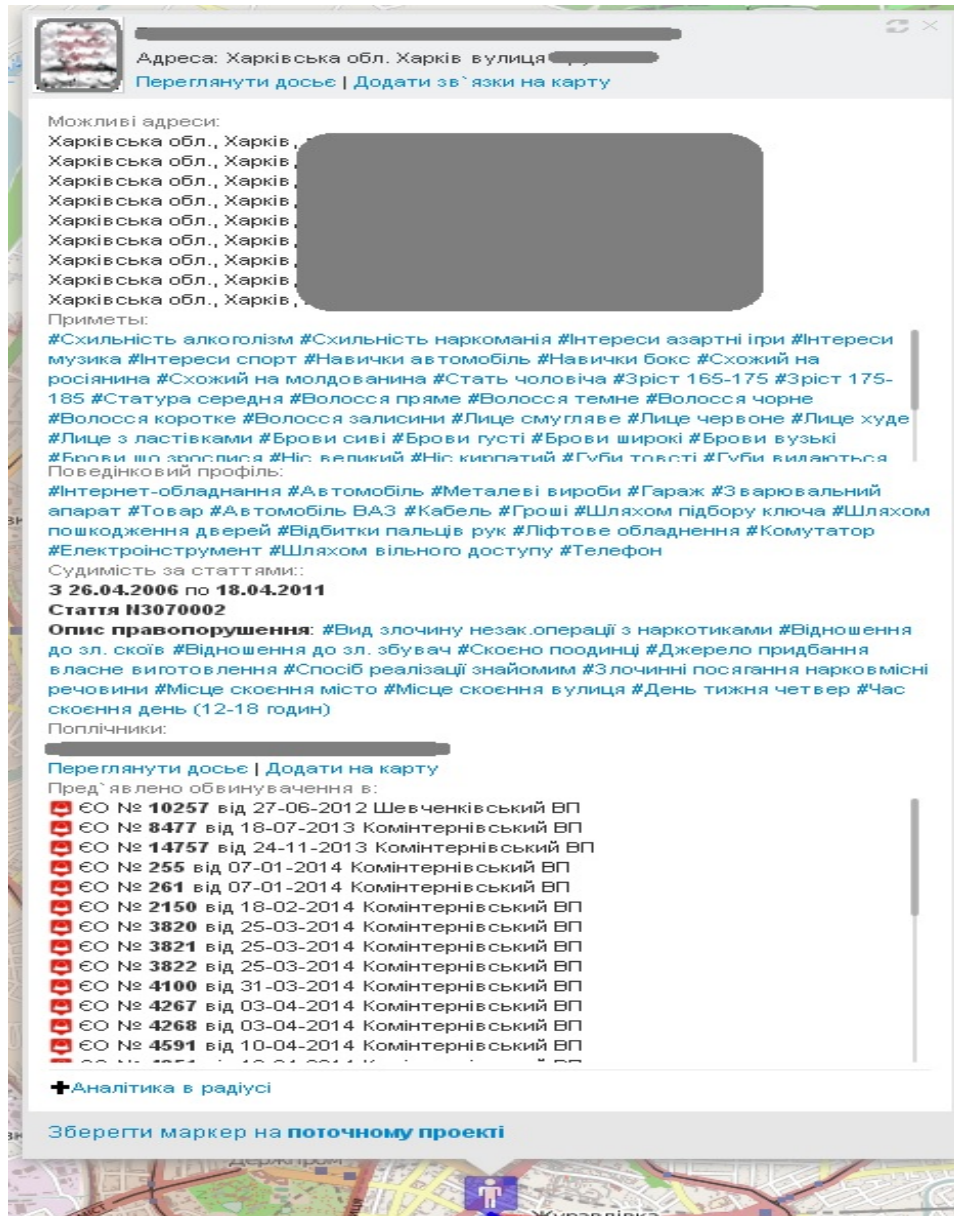 Адреса: Харківська обл. Харків вулиця
Переглянути досьє | Додати зв`язки на карту
Можливі адреси:
Харківська обл., Харків,
Харківська обл., Харків,
Харківська обл., Харків,
Харківська обл., Харків,
Харківська обл., Харків,
Харківська обл., Харків,
Харківська обл., Харків,
Харківська обл., Харків,
Харківська обл., Харків,
Приметы:
#Схильність алкоголізм #Схильність наркоманія #Інтереси азартні ігри #Інтереси
музика #Інтереси спорт #Навички автомобіль #Навички бокс #Схожий на
росіянина #Схожий на молдованина #Стать чоловіча #Зріст 165-175 #Зріст 175-
185 #Статура середня #Волосся пряме #Волосся темне #Волосся чорне
#Волосся коротке #Волосся залисини #Лице смугляве #Лице червоне #Лице худе
#Лице з ластівками #Брови сиві #Брови густі #Брови широкі #Брови вузькі
#Брови що зрослися #Ніс великий #Ніс кирпатий #Губи товсті #Губи видаються
Поведінковий профіль:
#Інтернет-обладнання #Автомобіль #Металеві вироби #Гараж #Зварювальний
апарат #Товар #Автомобіль ВАЗ #Кабель #Гроші #Шляхом підбору ключа #Шляхом
пошкодження дверей #Відбитки пальців рук #Ліфтове обладнення #Комутатор
#Електроінструмент #Шляхом вільного доступу #Телефон
Судимість за статтями::
З 26.04.2006 по 18.04.2011
Стаття N3070002
Опис правопорушення: #Вид злочину незак.операції з наркотиками #Відношення
до зл. скоїв #Відношення до зл. збувач #Скоєно поодинці #Джерело придбання
власне виготовлення #Спосіб реалізації знайомим #Злочинні посягання нарковмісні
речовини #Місце скоєння місто #Місце скоєння вулиця #День тижня четвер #Час
скоєння день (12-18 годин)
Поплічники:
Переглянути досьє | Додати на карту
Пред`явлено обвинувачення в:
ЄО № 10257 від 27-06-2012 Шевченківський ВП
ЄО № 8477 від 18-07-2013 Комінтернівський ВП
ЄО № 14757 від 24-11-2013 Комінтернівський ВП
ЄО № 255 від 07-01-2014 Комінтернівський ВП
ЄО № 261 від 07-01-2014 Комінтернівський ВП
ЄО № 2150 від 18-02-2014 Комінтернівський ВП
ЄО № 3820 від 25-03-2014 Комінтернівський ВП
ЄО № 3821 від 25-03-2014 Комінтернівський ВП
ЄО № 3822 від 25-03-2014 Комінтернівський ВП
ЄО № 4100 від 31-03-2014 Комінтернівський ВП
ЄО № 4267 від 03-04-2014 Комінтернівський ВП
ЄО № 4268 від 03-04-2014 Комінтернівський ВП
ЄО № 4591 від 10-04-2014 Комінтернівський ВП
Аналітика в радіусі
Зберегти маркер на поточному проекті
Держпром
Журавлівка